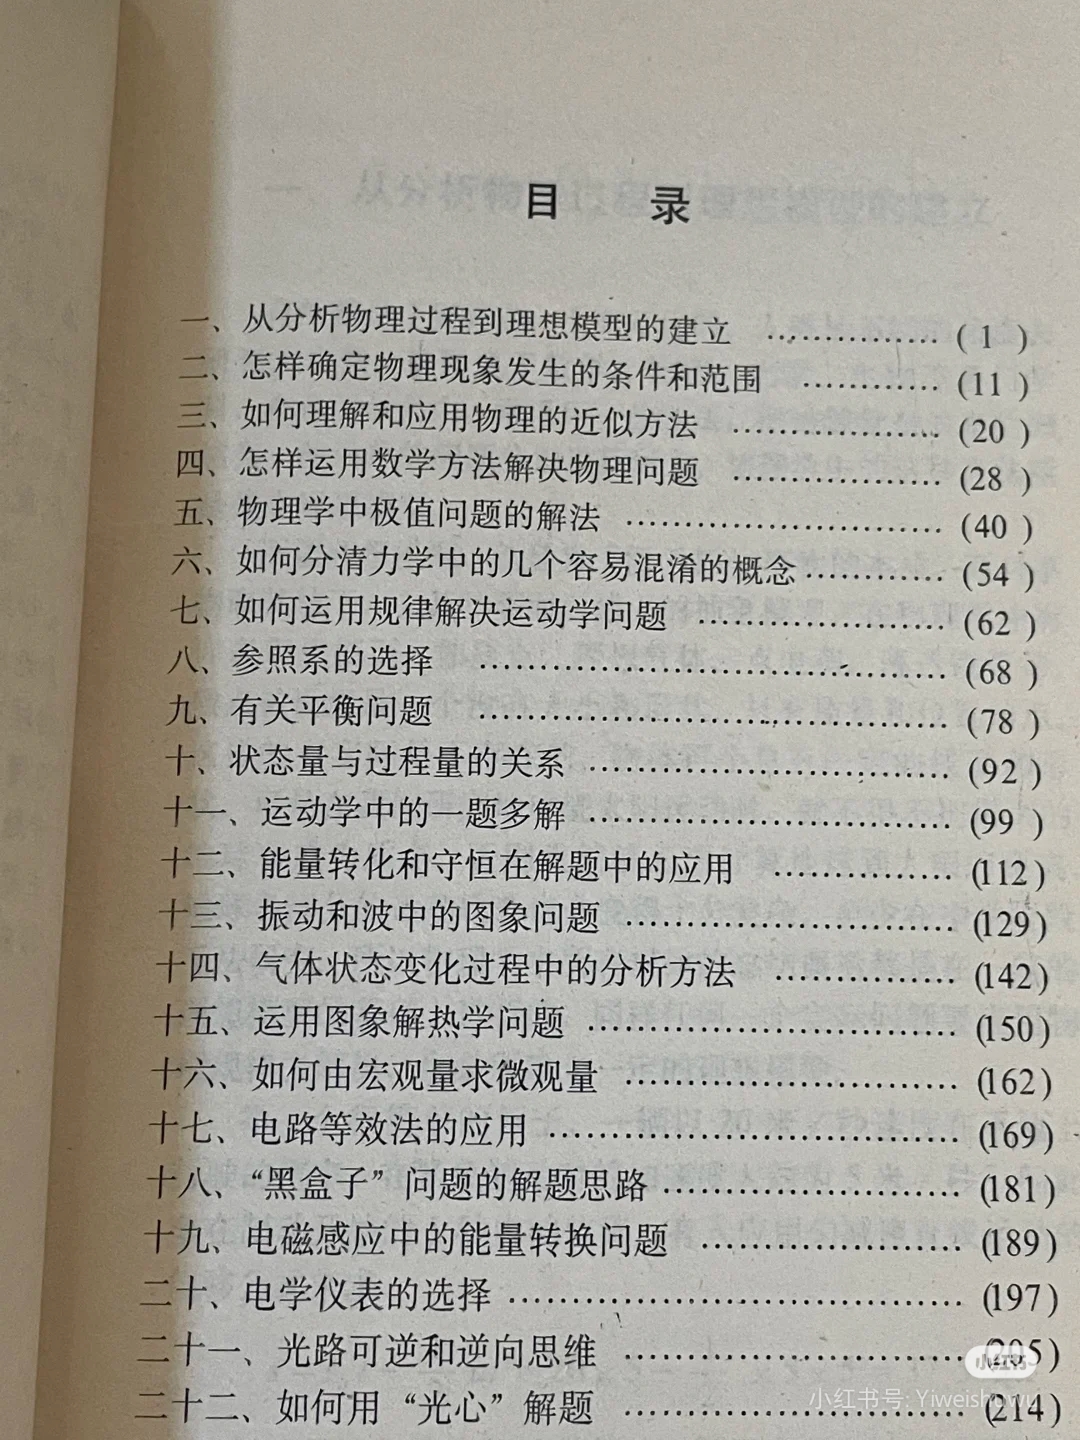 目 录
一、从分析物理过程到理想模型的建立 ……………… ( 1 )
二、怎样确定物理现象发生的条件和范围 ………… (11 )
三、如何理解和应用物理的近似方法 ……………… (20 )
四、怎样运用数学方法解决物理问题 ……………… (28 )
五、物理学中极值问题的解法 ……………………… (40 )
六、如何分清力学中的几个容易混淆的概念………… (54 )
七、如何运用规律解决运动学问题 ………………… (62 )
八、参照系的选择 ………………………………… (68 )
九、有关平衡问题 ………………………………… (78 )
十、状态量与过程量的关系 ………………………… (92 )
十一、运动学中的一题多解 ………………………… (99 )
十二、能量转化和守恒在解题中的应用 …………… (112)
十三、振动和波中的图象问题 ……………………… (129)
十四、气体状态变化过程中的分析方法 …………… (142)
十五、运用图象解热学问题 ………………………… (150)
十六、如何由宏观量求微观量 ……………………… (162)
十七、电路等效法的应用 …………………………… (169)
十八、“黑盒子”问题的解题思路 …………………… (181)
十九、电磁感应中的能量转换问题 ………………… (189)
二十、电学仪表的选择 ……………………………… (197)
二十一、光路可逆和逆向思维 ……………………… (205)
小红书
小红书号: Yiweishuwu
二十二、如何用“光心”解题 ……………………… (214)